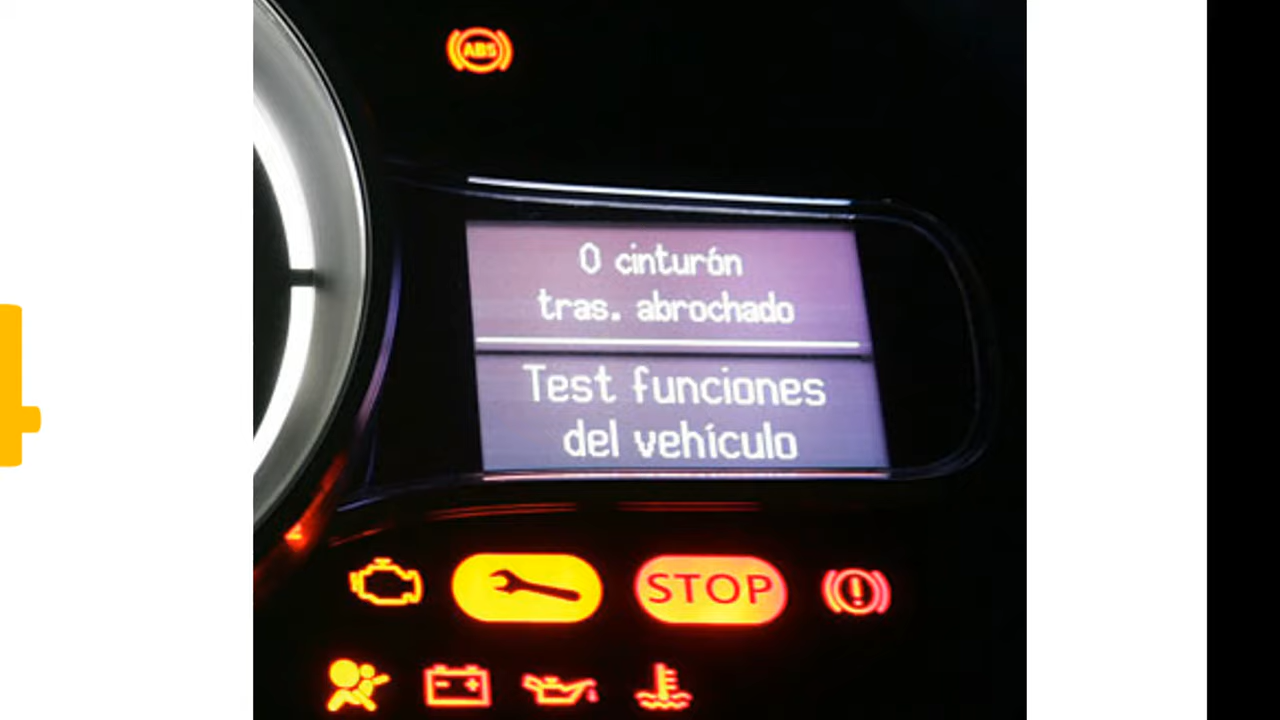 ABS
0 cinturón
tras. abrochado
Test funciones
del vehículo
STOP